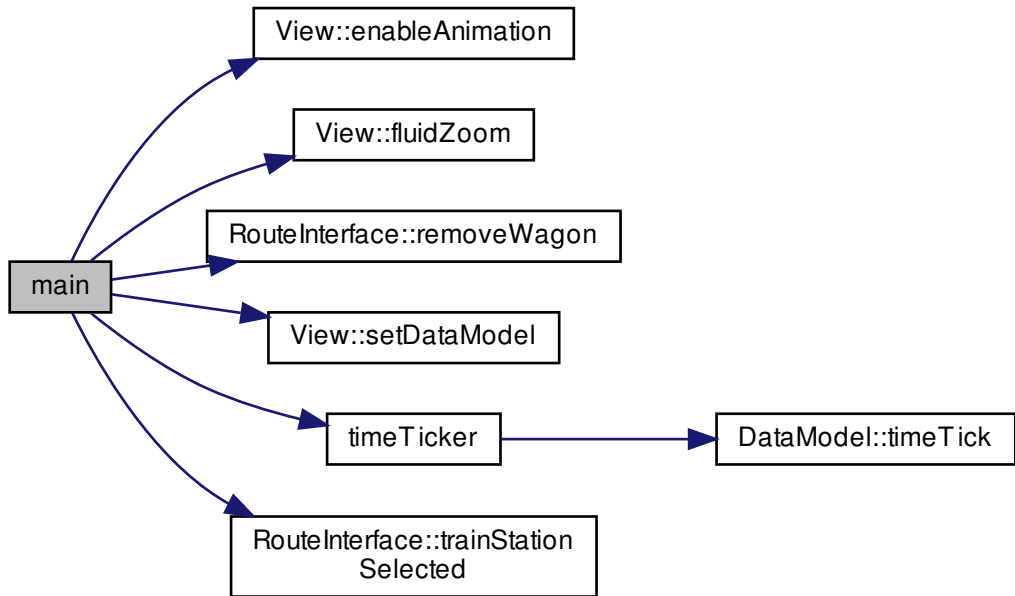 View::enableAnimation
View::fluidZoom
RouteInterface::removeWagon
main
View::setDataModel
timeTicker
DataModel::timeTick
RouteInterface::trainStation
Selected